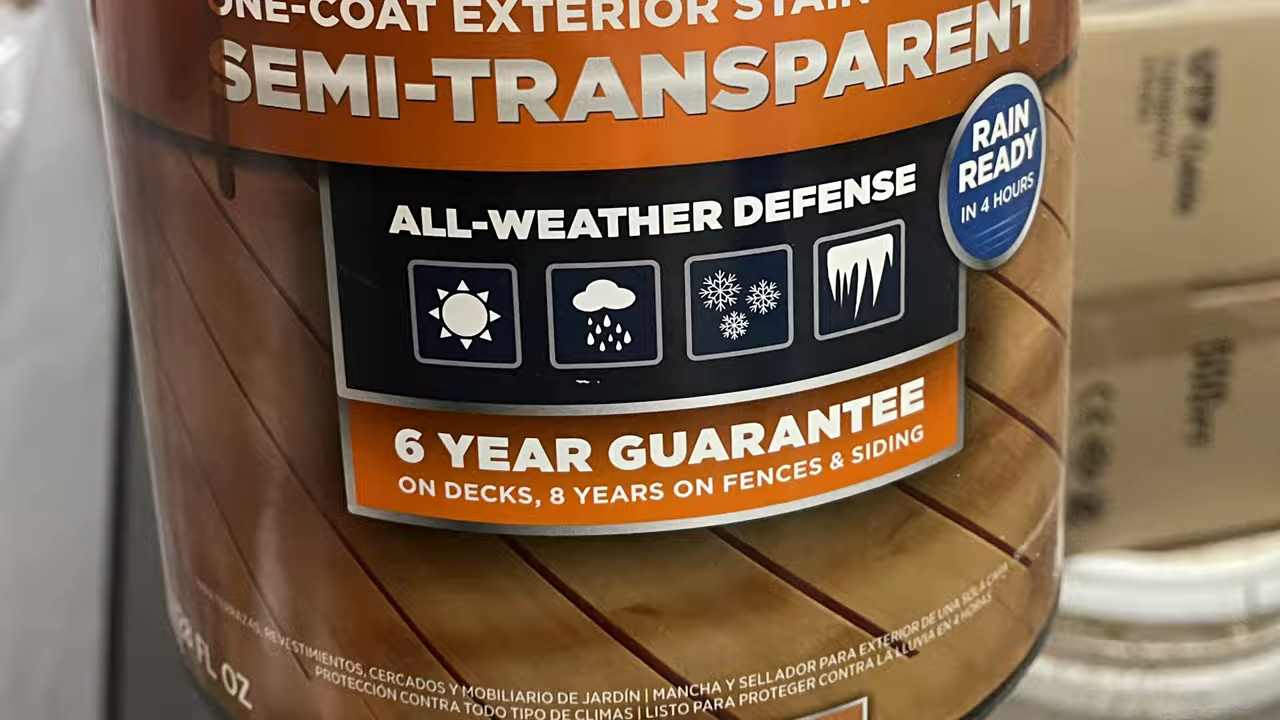 ONE-COAT EXTERIOR STAIN
SEMI-TRANSPARENT
RAIN
READY
IN 4 HOURS
ALL-WEATHER DEFENSE
6 YEAR GUARANTEE
ON DECKS, 8 YEARS ON FENCES & SIDING
REVESTIMIENTOS, CERCADOS Y MOBILIARIO DE JARDÍN | MANCHA Y SELLADOR PARA EXTERIOR DE UNA SOLA CAPA
PROTECCIÓN CONTRA TODO TIPO DE CLIMAS | LISTO PARA PROTEGER CONTRA LA LLUVIA EN 4 HORAS
FL OZ